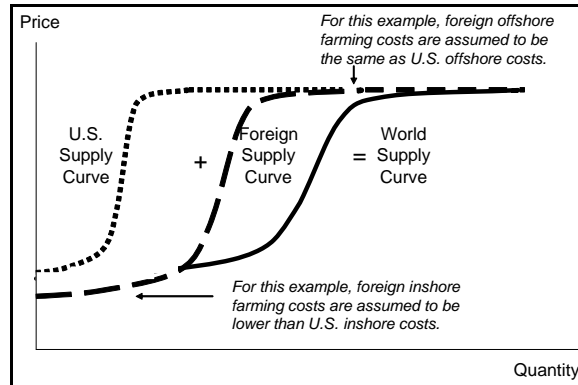 Price
For this example, foreign offshore
farming costs are assumed to be
the same as U.S. offshore costs.
U.S.
Supply
Curve
+
Foreign
Supply
Curve
=
World
Supply
Curve
For this example, foreign inshore
farming costs are assumed to be
lower than U.S. inshore costs.
Quantity